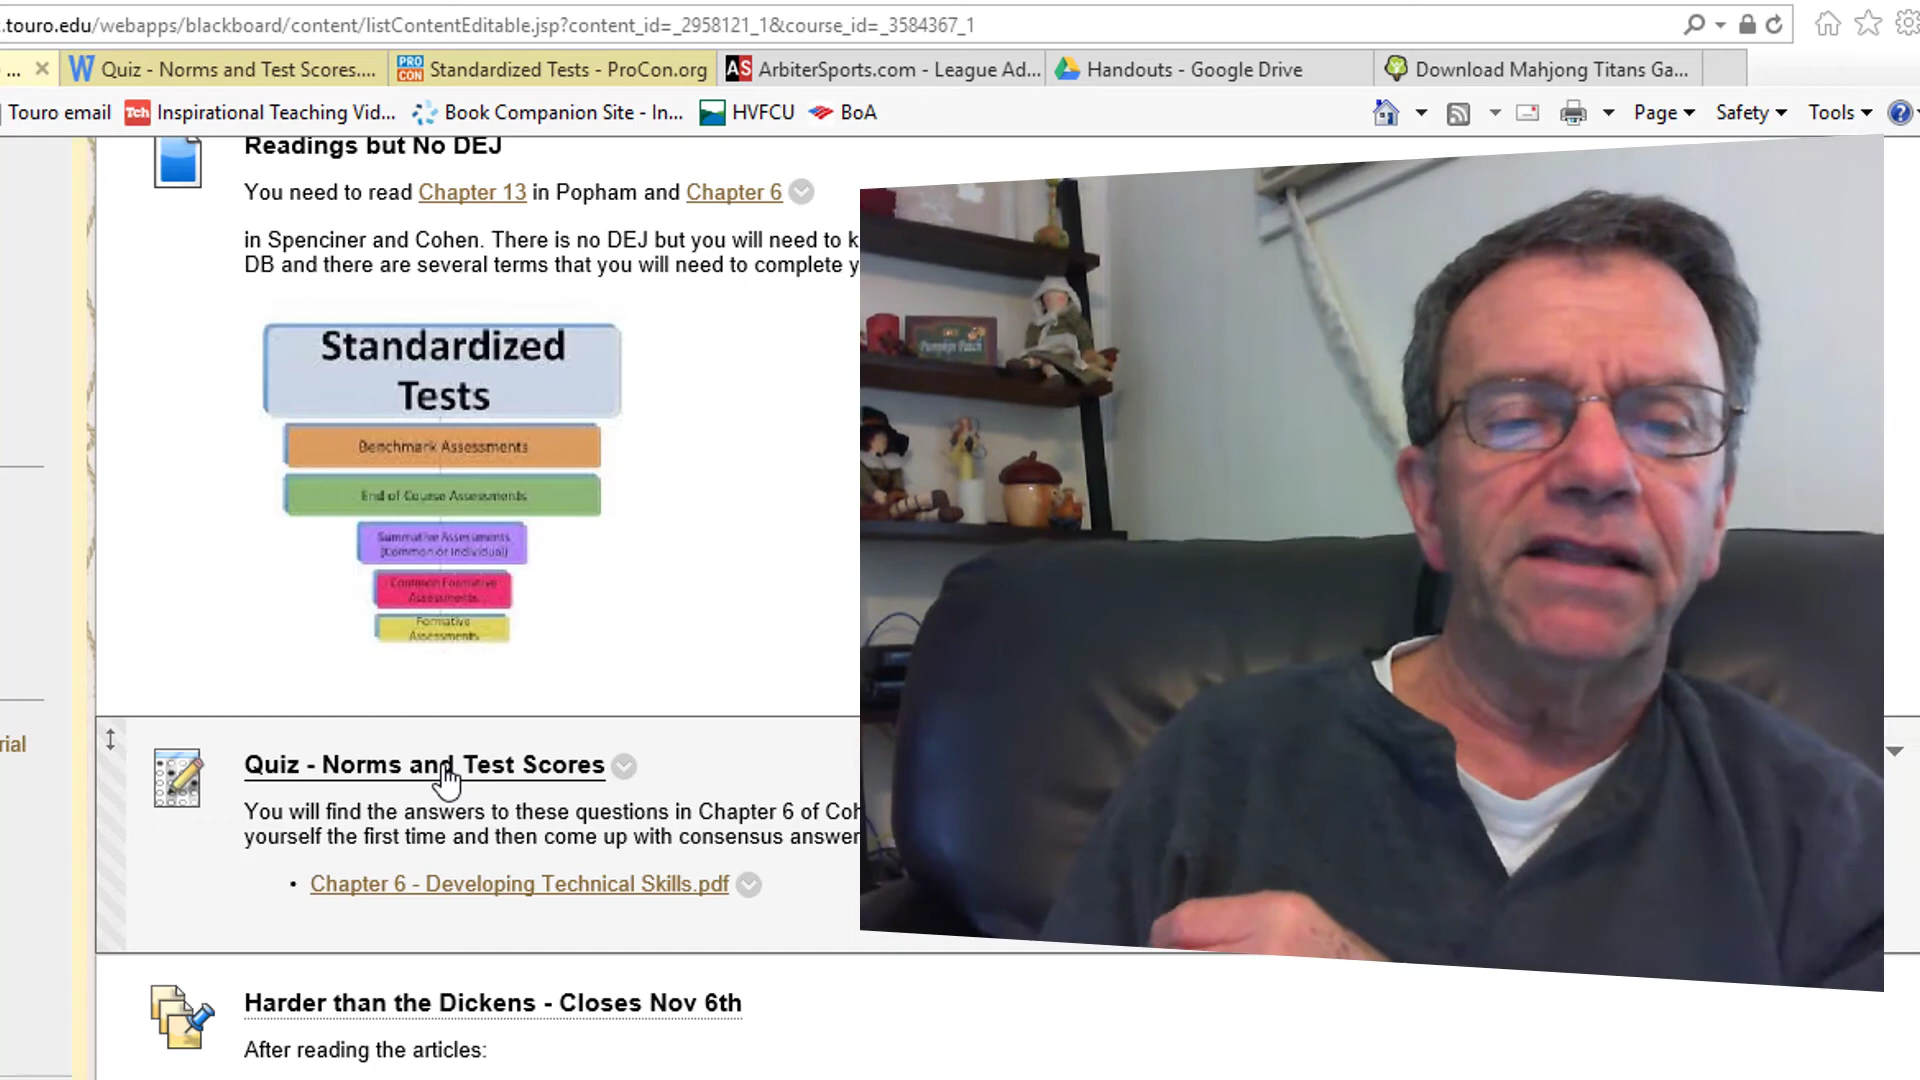 .touro.edu/webapps/blackboard/content/listContentEditable.jsp?content_id=_2958121_1&course_id=_3584367_1
... Quiz - Norms and Test Scores.... PRO CON Standardized Tests - ProCon.org AS ArbiterSports.com - League Ad... Handouts - Google Drive Download Mahjong Titans Ga...
Touro email Tch Inspirational Teaching Vid... Book Companion Site - In... HVFCU BoA Page Safety Tools
Readings but No DEJ
You need to read Chapter 13 in Popham and Chapter 6
in Spenciner and Cohen. There is no DEJ but you will need to k
DB and there are several terms that you will need to complete y
Standardized
Tests
Benchmark Assessments
End of Course Assessments
Summative Assessments
(Common or Individual)
Common Formative
Assessments
Formative
Assessments
Pumpkin Patch
rial
Quiz - Norms and Test Scores
You will find the answers to these questions in Chapter 6 of Coh
yourself the first time and then come up with consensus answer
• Chapter 6 - Developing Technical Skills.pdf
Harder than the Dickens - Closes Nov 6th
After reading the articles: